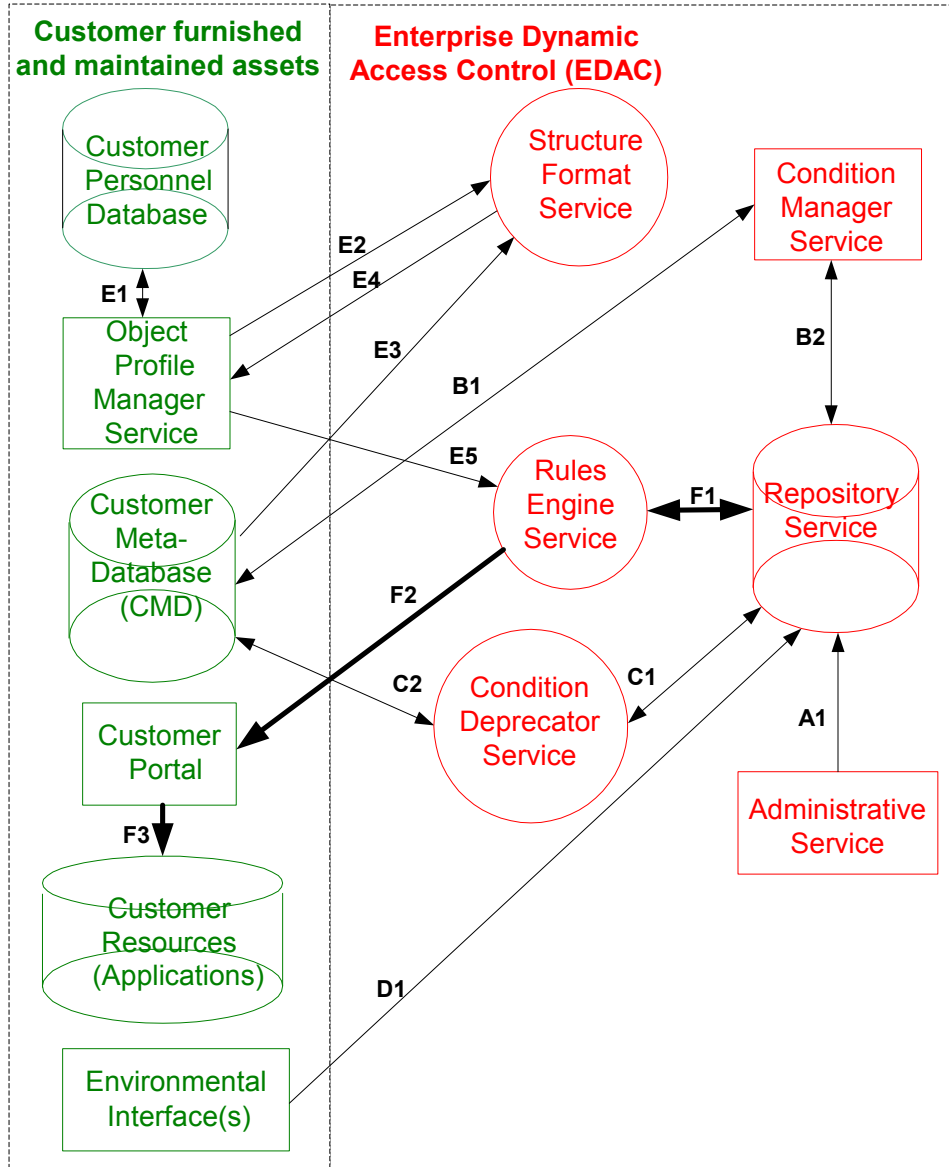 Customer furnished
and maintained assets
Enterprise Dynamic
Access Control (EDAC)
Customer
Personnel
Database
Structure
Format
Service
Condition
Manager
Service
E1
E2
E4
E3
B1
B2
Object
Profile
Manager
Service
E5
Customer
Meta-
Database
(CMD)
Rules
Engine
Service
F1
Repository
Service
F2
C2
Condition
Deprecator
Service
C1
A1
Customer
Portal
F3
Administrative
Service
Customer
Resources
(Applications)
D1
Environmental
Interface(s)